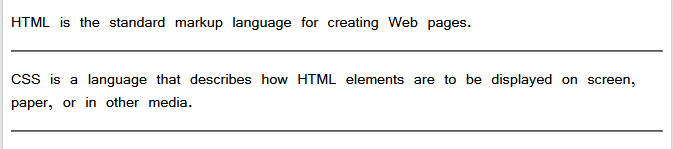 HTML is the standard markup language for creating Web pages.
CSS is a language that describes how HTML elements are to be displayed on screen,
paper, or in other media.